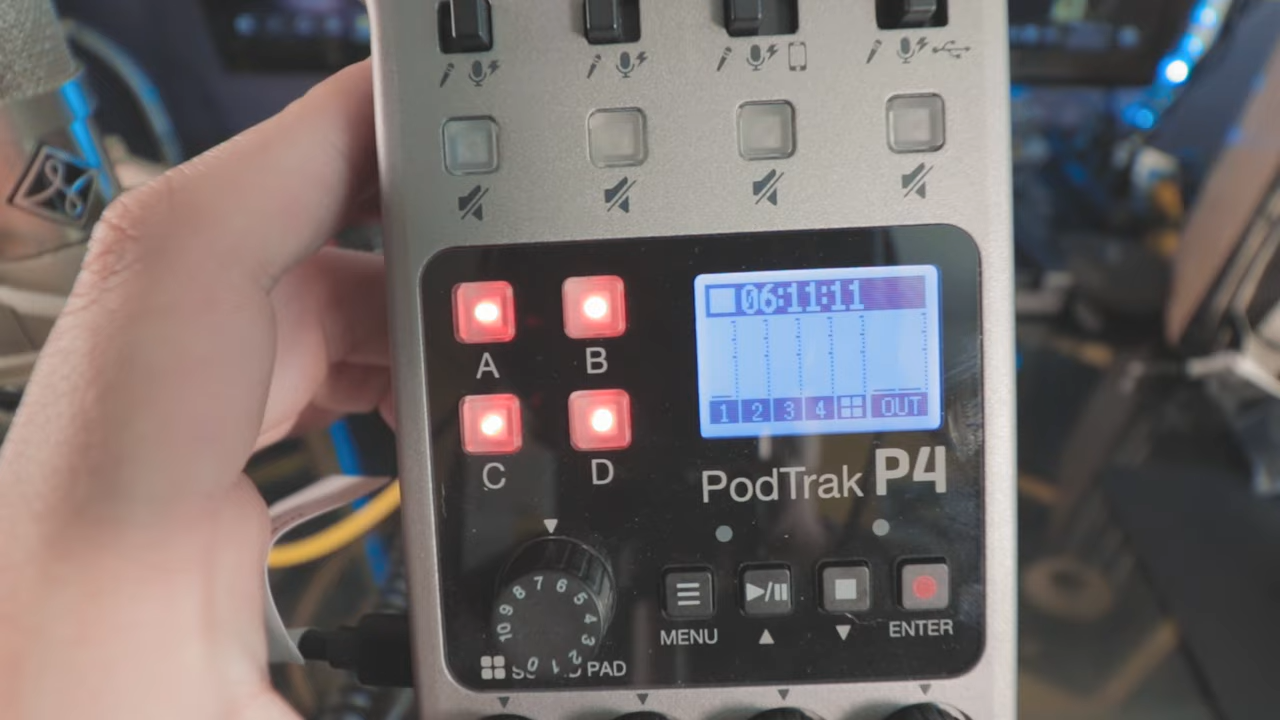 06:11:11
A B
1 2 3 4 OUT
C D
PodTrak P4
10 9 8 7 6 5 4 3 2 1 0
MENU ENTER
PAD